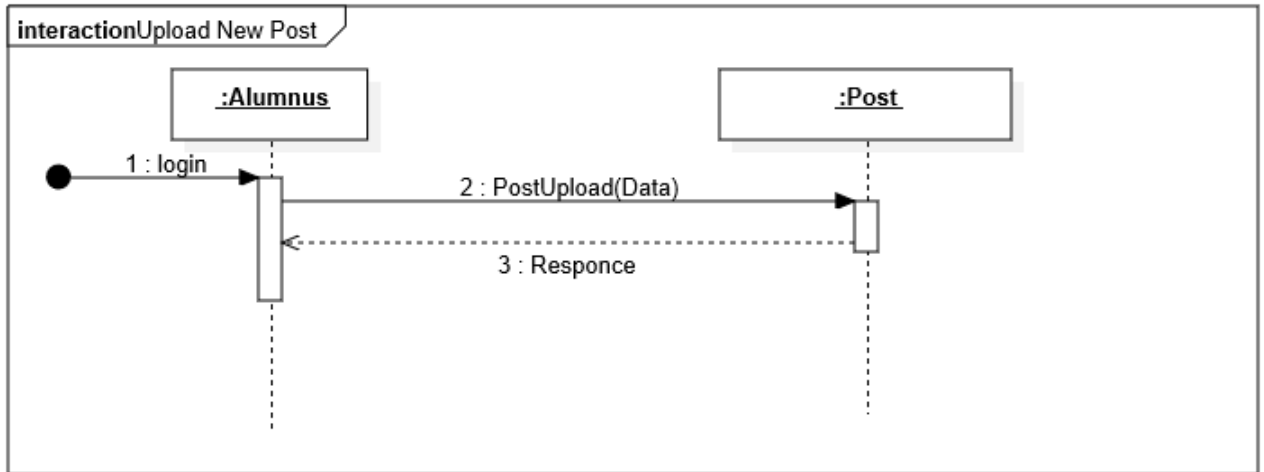 interactionUpload New Post
:Alumnus
:Post
1 : login
2 : PostUpload(Data)
3 : Responce